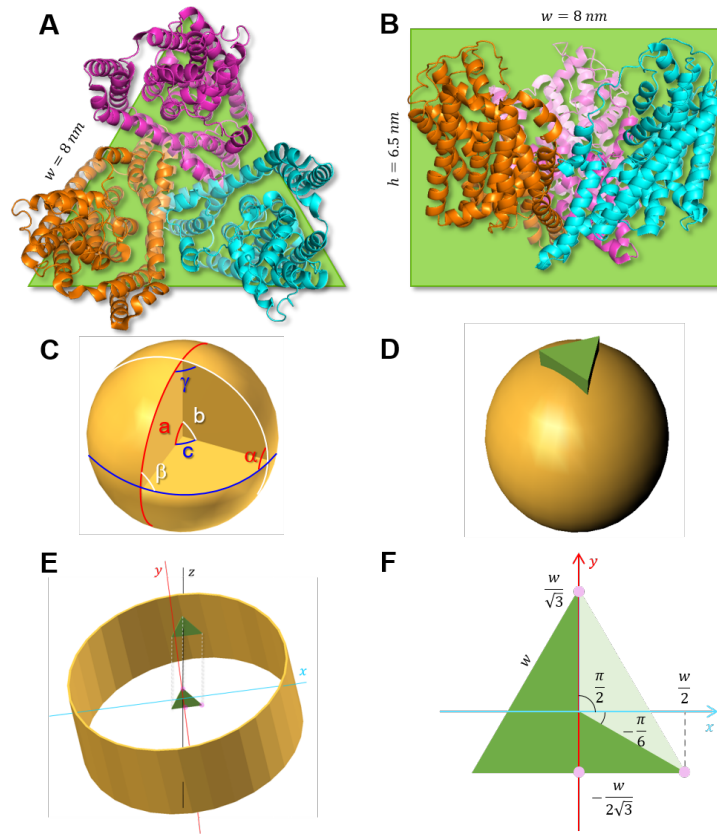 A
w = 8 nm
B
w = 8 nm
h = 6.5 nm
C
γ
a
b
c
α
β
D
E
y
z
x
F
y
w
√3
w
π
2
w
2
x
−π
6
−w
2√3